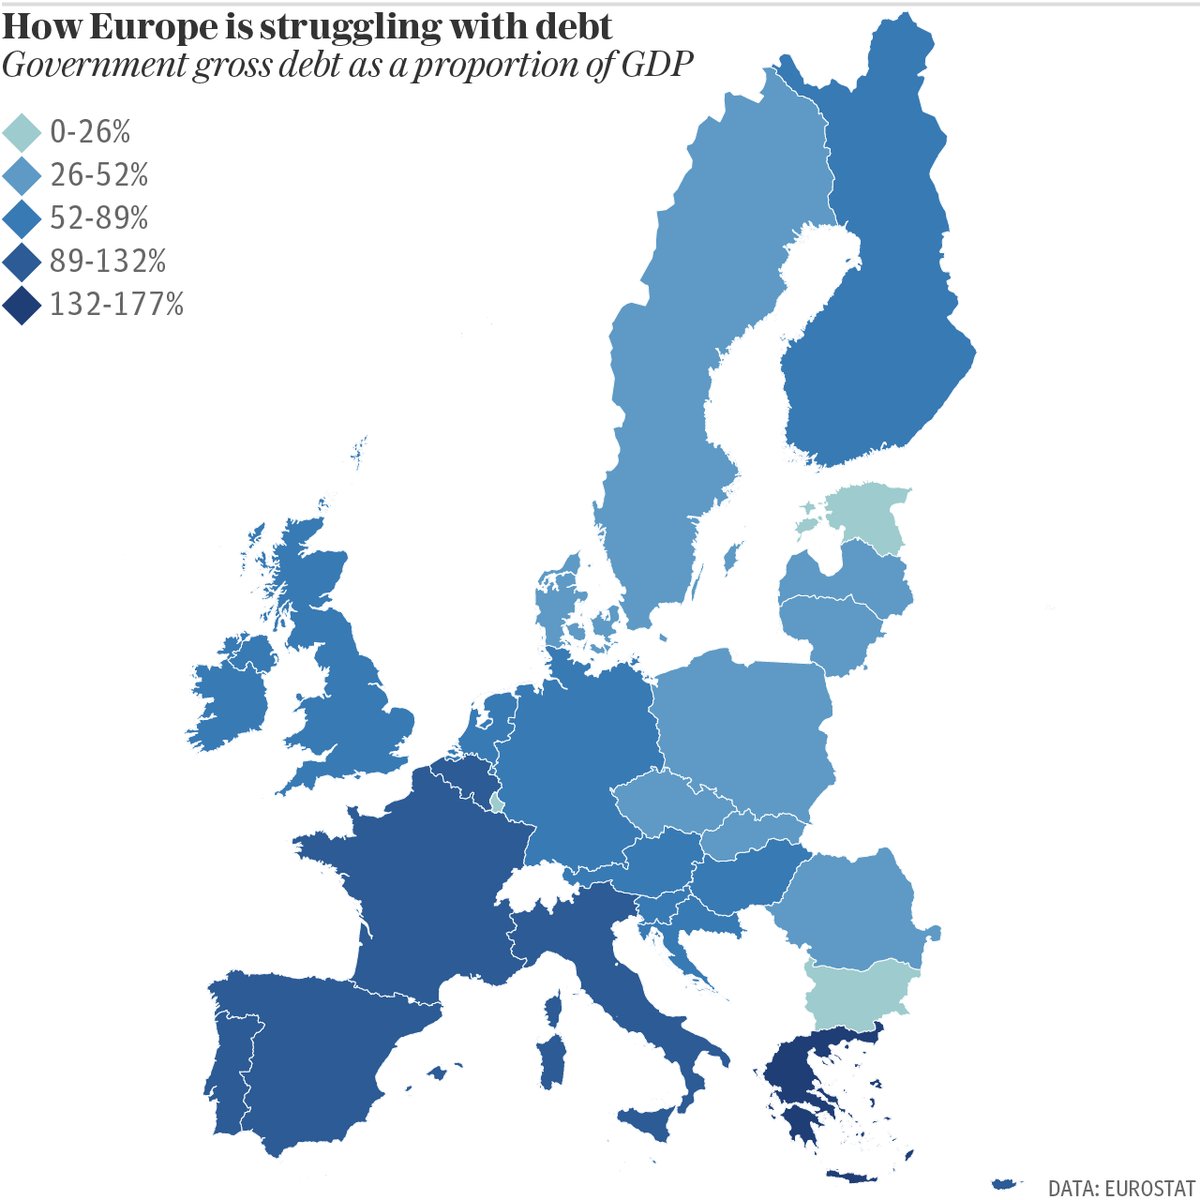 How Europe is struggling with debt
Government gross debt as a proportion of GDP
0-26%
26-52%
52-89%
89-132%
132-177%
DATA: EUROSTAT